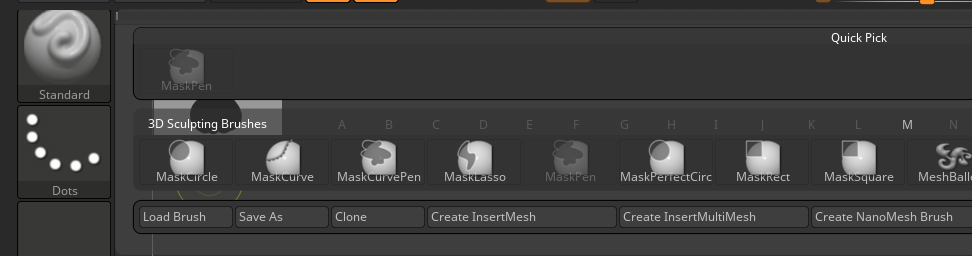 Quick Pick
MaskPen
Standard
3D Sculpting Brushes A B C D E F G H I J K L M N
MaskCircle MaskCurve MaskCurvePen MaskLasso MaskPen MaskPerfectCirc MaskRect MaskSquare MeshBall
Dots
Load Brush Save As Clone Create InsertMesh Create InsertMultiMesh Create NanoMesh Brush